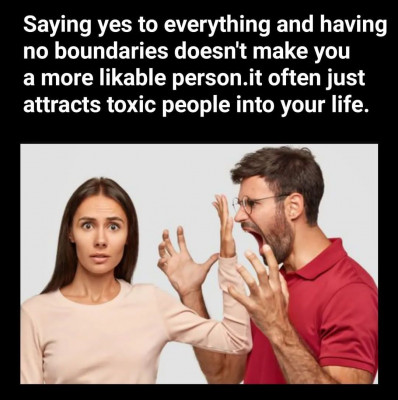 Saying yes to everything and having
no boundaries doesn't make you
a more likable person.it often just
attracts toxic people into your life.